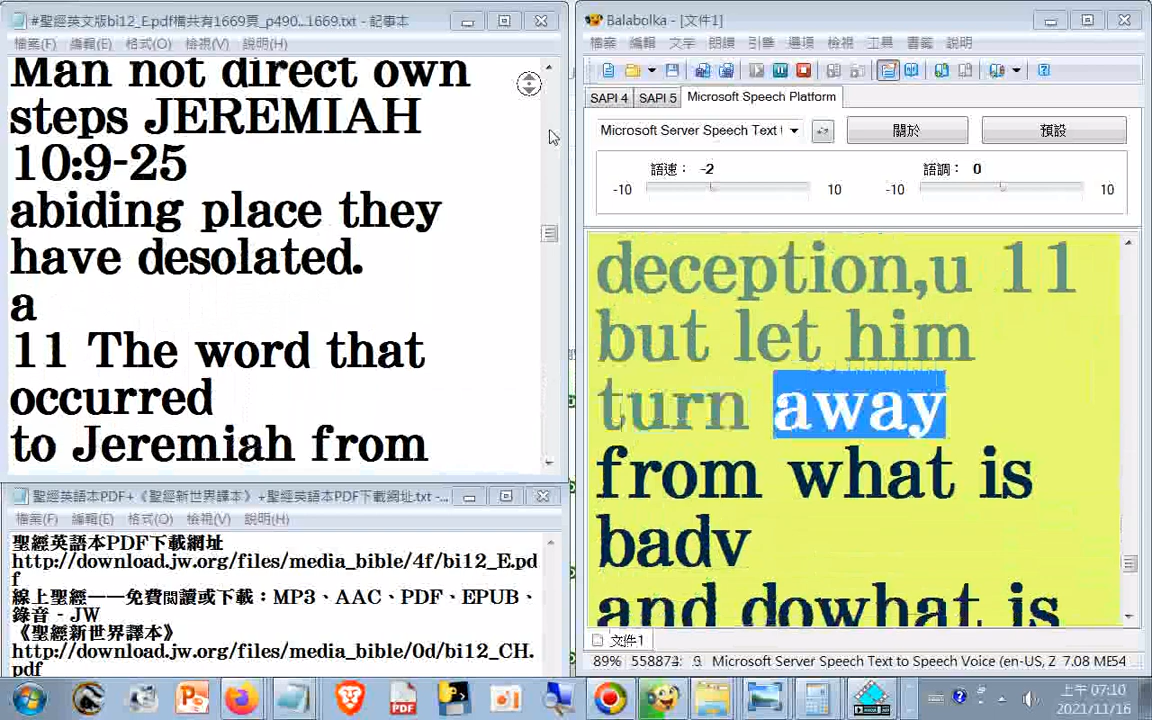 #聖經英文版bi12_E.pdf檔共有1669頁_p490...1669.txt - 記事本
檔案(F) 編輯(E) 格式(O) 檢視(V) 說明(H)
Man not direct own
steps JEREMIAH
10:9-25
abiding place they
have desolated.
a
11 The word that
occurred
to Jeremiah from
聖經英語本PDF+《聖經新世界譯本》+聖經英語本PDF下載網址.txt - ...
檔案(F) 編輯(E) 格式(O) 檢視(V) 說明(H)
聖經英語本PDF下載網址
http://download.jw.org/files/media_bible/4f/bi12_E.pd
f
線上聖經——免費閱讀或下載：MP3、AAC、PDF、EPUB、
錄音 - JW
《聖經新世界譯本》
http://download.jw.org/files/media_bible/0d/bi12_CH.
pdf
Balabolka - [文件1]
檔案 編輯 文字 朗讀 引擎 選項 檢視 工具 書籤 說明
SAPI 4 SAPI 5 Microsoft Speech Platform
Microsoft Server Speech Text 關於 預設
語速： -2 語調： 0
-10 10 -10 10
deception,u 11
but let him
turn away
from what is
badv
and dowhat is
文件1
89% Microsoft Server Speech Text to Speech Voice (en-US, Z 7.08 ME54
上午 07:10
2021/11/16